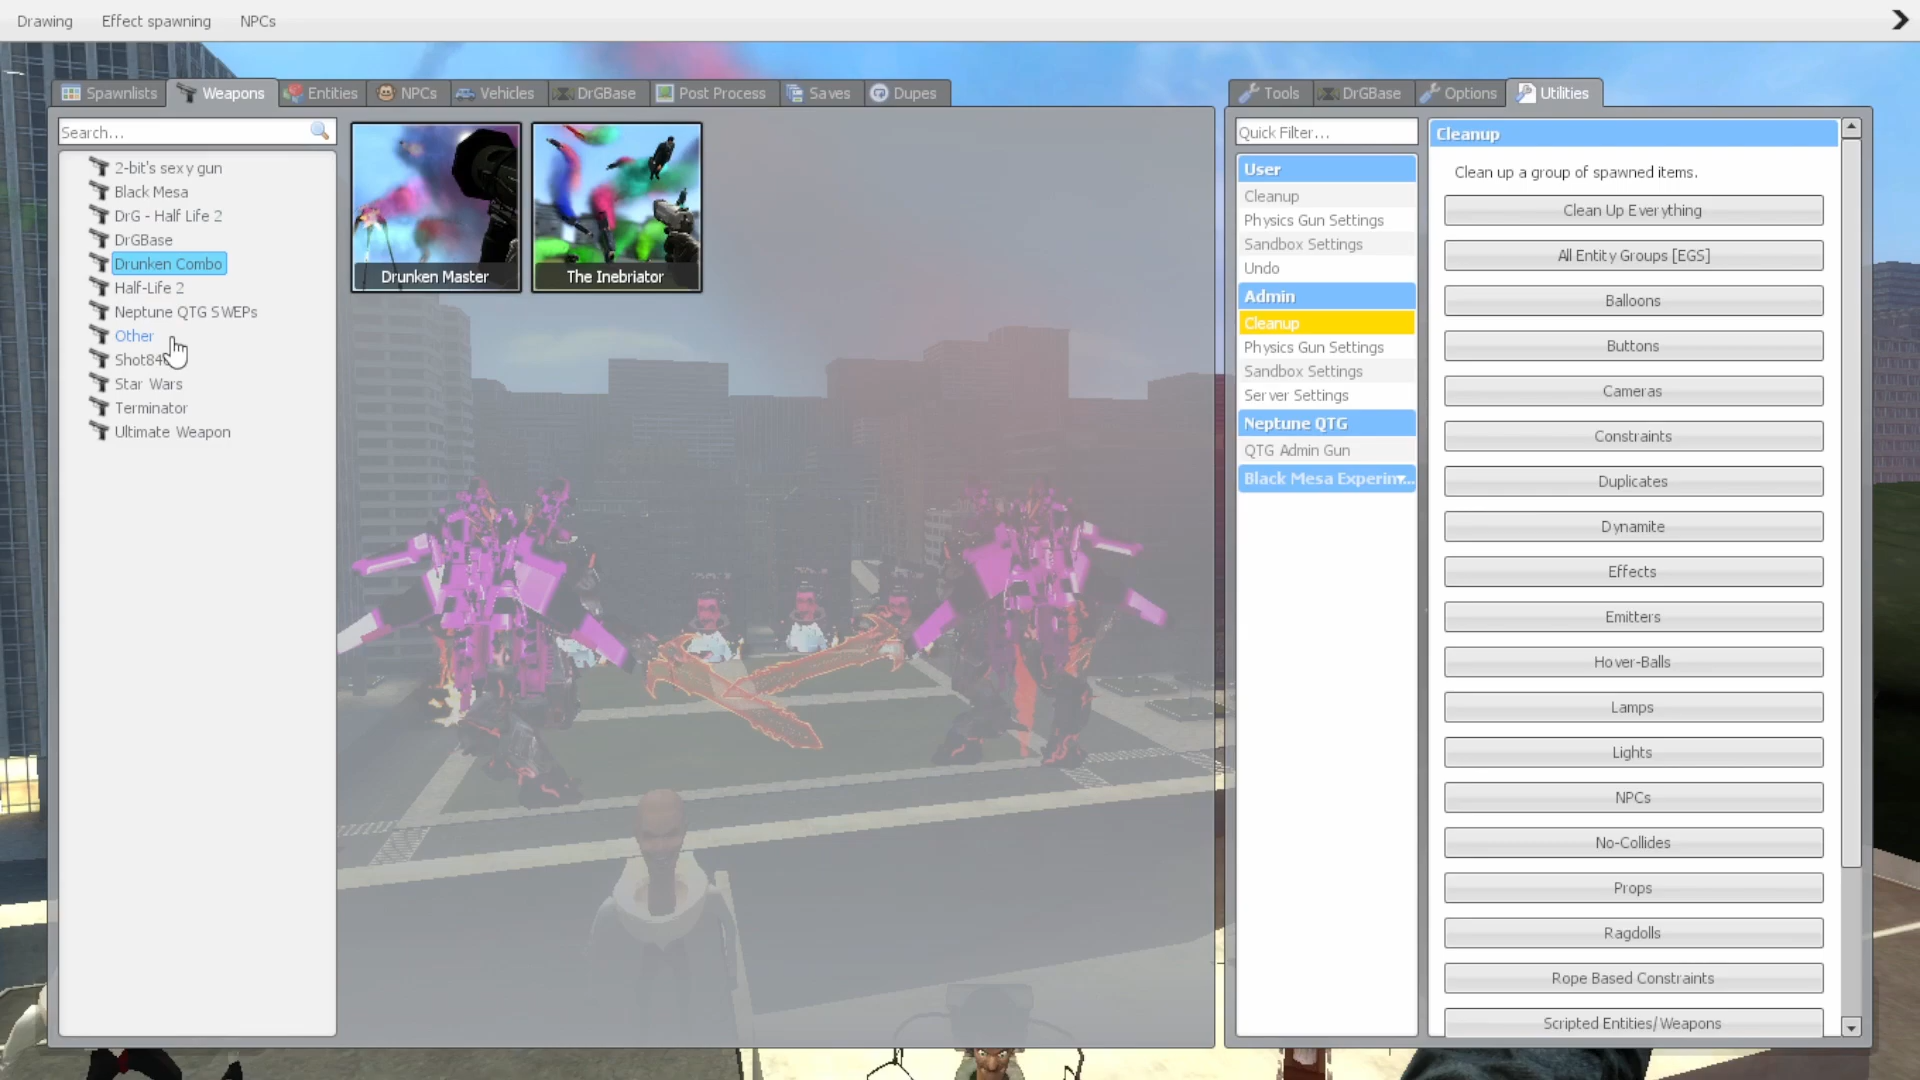 Drawing Effect spawning NPCs
Spawnlists Weapons Entities NPCs Vehicles DrGBase Post Process Saves Dupes
Search...
2-bit's sexy gun
Black Mesa
DrG - Half Life 2
DrGBase
Drunken Combo
Half-Life 2
Neptune QTG SWEPs
Other
Star Wars
Terminator
Ultimate Weapon
Drunken Master
The Inebriator
Tools DrGBase Options Utilities
Quick Filter...
User
Cleanup
Physics Gun Settings
Sandbox Settings
Undo
Admin
Cleanup
Physics Gun Settings
Sandbox Settings
Server Settings
Neptune QTG
QTG Admin Gun
Black Mesa Experim...
Cleanup
Clean up a group of spawned items.
Clean Up Everything
All Entity Groups [EGS]
Balloons
Buttons
Cameras
Constraints
Duplicates
Dynamite
Effects
Emitters
Hover-Balls
Lamps
Lights
NPCs
No-Collides
Props
Ragdolls
Rope Based Constraints
Scripted Entities/Weapons